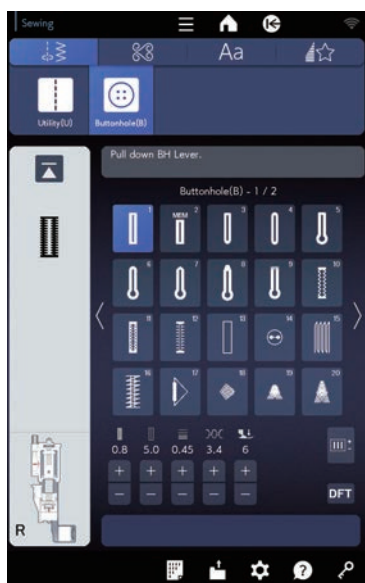 Sewing
Aa
Utility(U)
Buttonhole(B)
Pull down BH Lever.
Buttonhole(B) - 1 / 2
1
MEM 2
3
4
5
6
7
8
9
10
11
12
13
14
15
16
17
18
19
20
0.8 5.0 0.45 3.4 6
+ + + + +
− − − − −
DFT
R
?